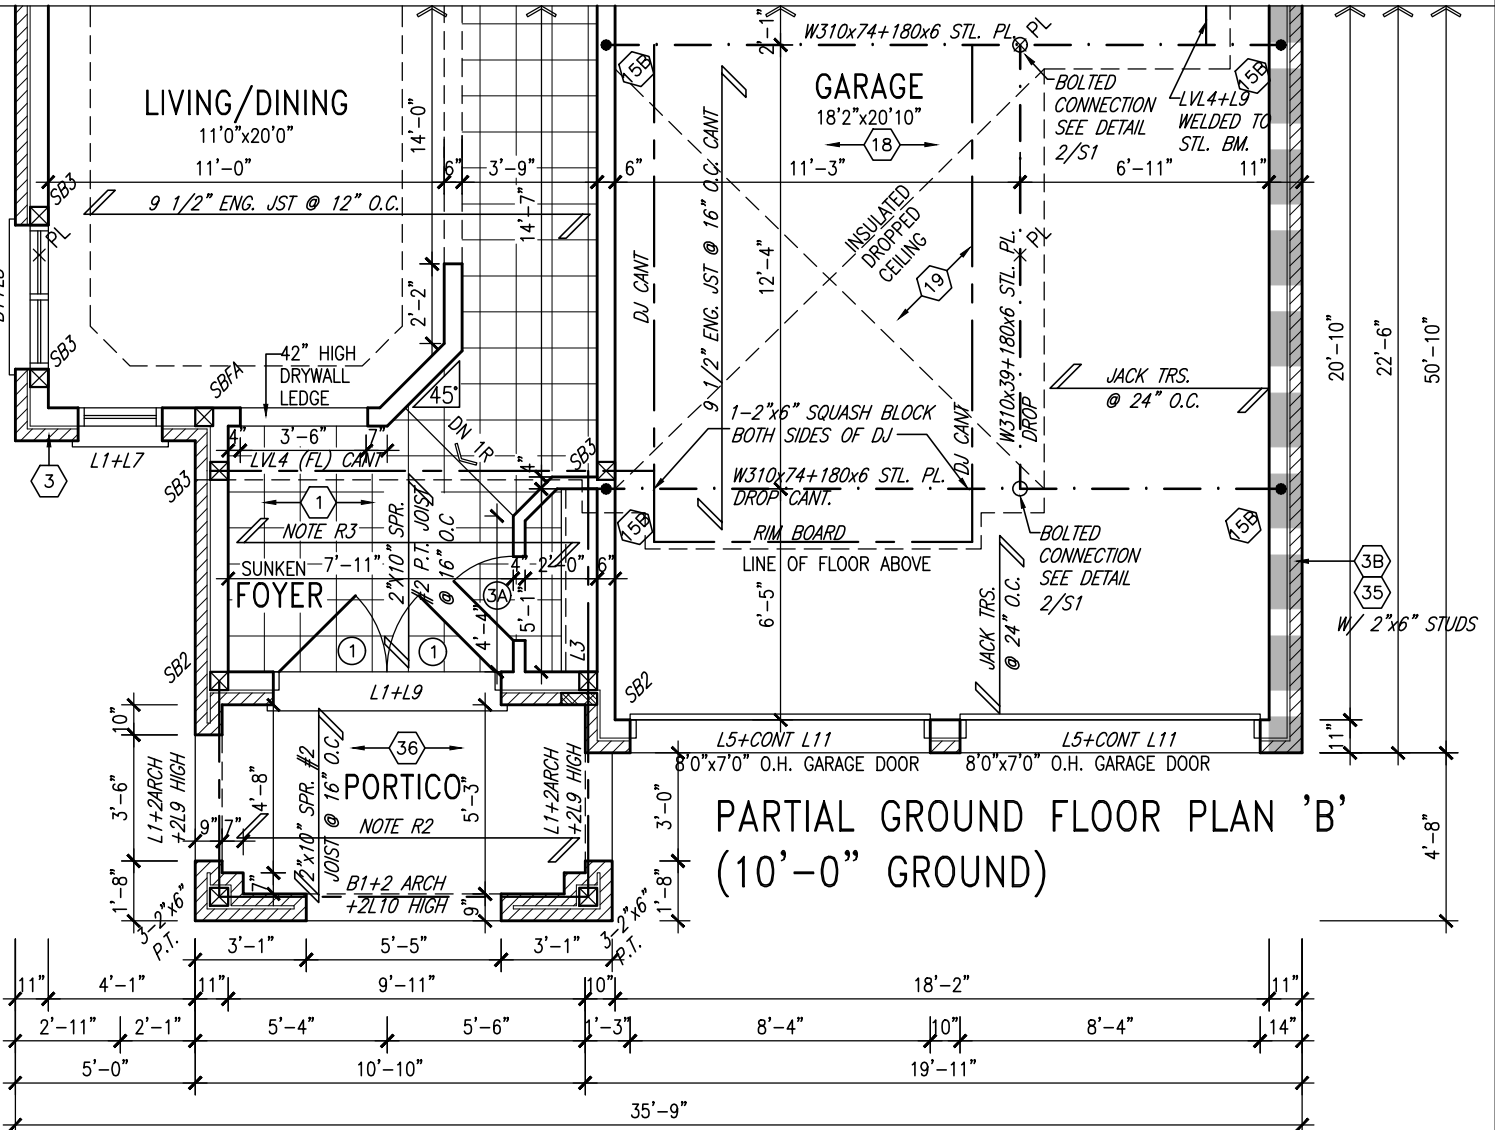 LIVING/DINING
11'0"x20'0"
11'-0"
9 1/2" ENG. JST @ 12" O.C.
14'-0"
6"
3'-9"
14'-7"
2'-2"
6"
SB3
PL
SB3
SBFA
42" HIGH
DRYWALL
LEDGE
45°
DN 1R
2'-1"
W310x74+180x6 STL. PL.
PL
15B
15B
GARAGE
18'2"x20'10"
18
11'-3"
6'-11"
11"
BOLTED
CONNECTION
SEE DETAIL
2/S1
LVL4+L9
WELDED TO
STL. BM.
9 1/2" ENG. JST @ 16" O.C. CANT
DJ CANT
12'-4"
INSULATED
DROPPED
CEILING
19
W310x39+180x6 STL. PL.
DROP
PL
JACK TRS.
@ 24" O.C.
20'-10"
22'-6"
50'-10"
1-2"x6" SQUASH BLOCK
BOTH SIDES OF DJ
DJ CANT
W310x74+180x6 STL. PL.
DROP CANT.
RIM BOARD
LINE OF FLOOR ABOVE
15B
15B
BOLTED
CONNECTION
SEE DETAIL
2/S1
JACK TRS.
@ 24" O.C.
6'-5"
3B
35
W/ 2"x6" STUDS
L1+L7
3
4"
3'-6"
7"
LVL4 (FL) CANT
SB3
SB3
4"
1
NOTE R3
2"X10" SPR.
#2 P.T. JOIST
@ 16" O.C
SUNKEN
7'-11"
FOYER
4"
2'-0"
6"
3A
4'-4"
5'-1"
1
1
L3
SB2
SB2
L1+L9
10"
3'-6"
1'-8"
L1+2ARCH
+2L9 HIGH
9"
7"
4'-8"
7"
2"x10" SPR. #2
JOIST @ 16" O.C.
36
PORTICO
NOTE R2
5'-3"
9"
L1+2ARCH
+2L9 HIGH
B1+2 ARCH
+2L10 HIGH
3'-0"
1'-8"
3-2"x6"
P.T.
3-2"x6"
P.T.
L5+CONT L11
8'0"x7'0" O.H. GARAGE DOOR
L5+CONT L11
8'0"x7'0" O.H. GARAGE DOOR
11"
4'-8"
PARTIAL GROUND FLOOR PLAN 'B'
(10'-0" GROUND)
3'-1"
5'-5"
3'-1"
11"
4'-1"
11"
9'-11"
10"
18'-2"
11"
2'-11"
2'-1"
5'-4"
5'-6"
1'-3"
8'-4"
10"
8'-4"
14"
5'-0"
10'-10"
19'-11"
35'-9"